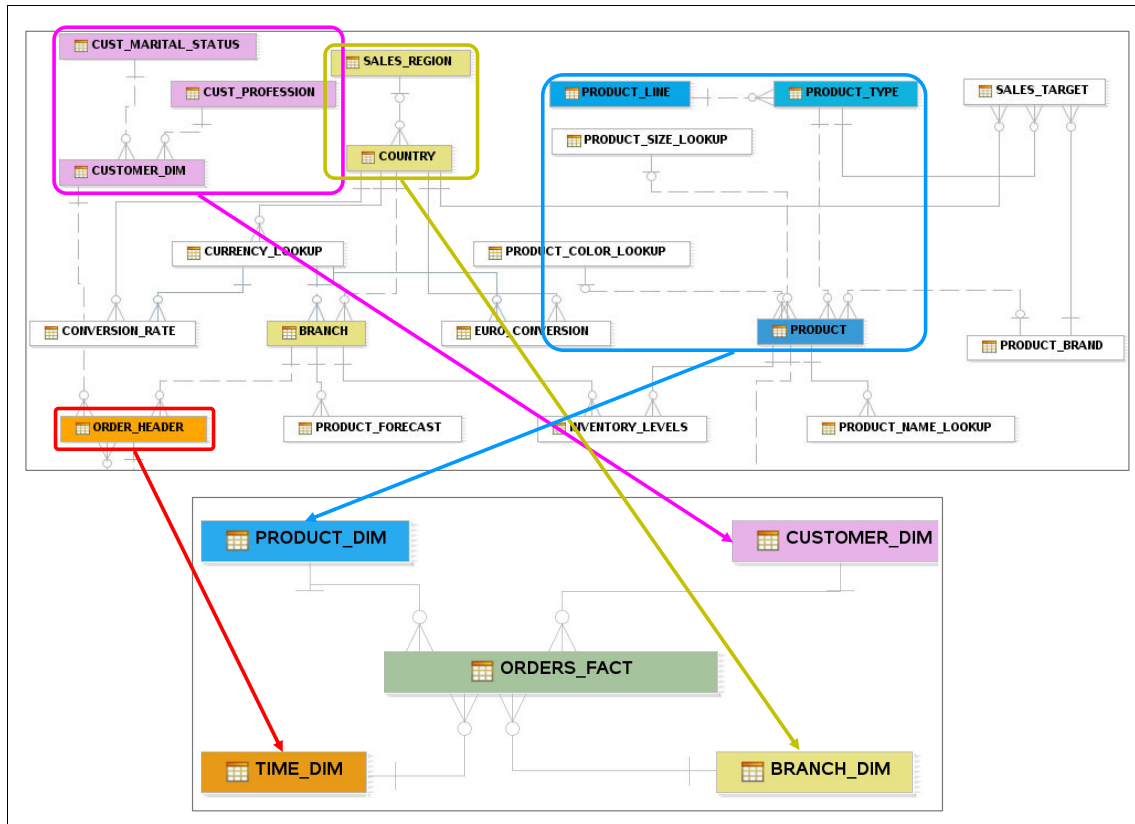 CUST_MARITAL_STATUS
SALES_REGION
CUST_PROFESSION
PRODUCT_LINE
PRODUCT_TYPE
SALES_TARGET
PRODUCT_SIZE_LOOKUP
CUSTOMER_DIM
COUNTRY
CURRENCY_LOOKUP
PRODUCT_COLOR_LOOKUP
CONVERSION_RATE
BRANCH
EURO_CONVERSION
PRODUCT
PRODUCT_BRAND
ORDER_HEADER
PRODUCT_FORECAST
INVENTORY_LEVELS
PRODUCT_NAME_LOOKUP
PRODUCT_DIM
CUSTOMER_DIM
ORDERS_FACT
TIME_DIM
BRANCH_DIM